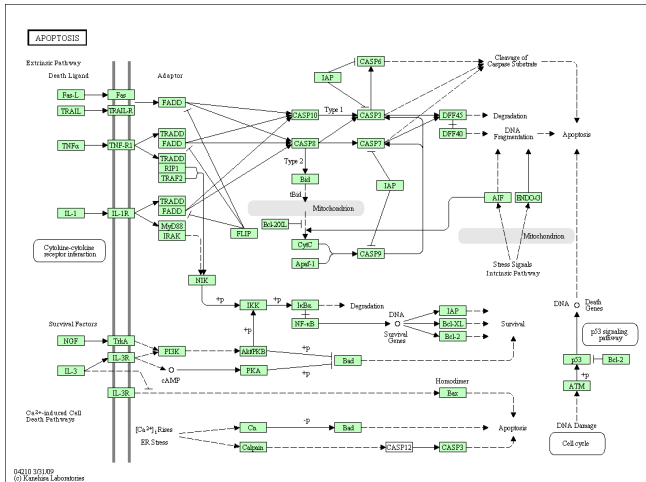 APOPTOSIS
Extrinsic Pathway
Death Ligand
Adaptor
Fas-L
Fas
FADD
TRAIL
TRAIL-R
TNFα
TNF-R1
TRADD
FADD
TRADD
RIP1
TRAF2
IL-1
IL-1R
TRADD
FADD
MyD88
IRAK
Cytokine-cytokine
receptor interaction
FLIP
NIK
CASP10
Type 1
CASP3
CASP6
IAP
Cleavage of
Caspase Substrate
CASP8
CASP7
Type 2
Bid
tBid
Mitochondrion
Bcl-2/XL
CytC
Apaf-1
CASP9
IAP
DFF45
DFF40
Degradation
DNA
Fragmentation
Apoptosis
AIF
ENDO-G
Mitochondrion
Stress Signals
Intrinsic Pathway
+p
IKK
+p
IκBα
Degradation
NF-κB
DNA
Survival
Genes
IAP
Bcl-XL
Bcl-2
Survival
DNA
Death
Genes
p53 signaling
pathway
p53
Bcl-2
+p
ATM
DNA Damage
Cell cycle
Survival Factors
NGF
TrkA
PI3K
Akt/PKB
+p
+p
Bad
IL-3
IL-3R
cAMP
PKA
+p
IL-3R
Homodimer
Bax
Ca2+-induced Cell
Death Pathways
[Ca2+]i Rises
ER Stress
Cn
-p
Bad
Apoptosis
Calpain
CASP12
CASP3
04210 3/31/09
(c) Kanehisa Laboratories